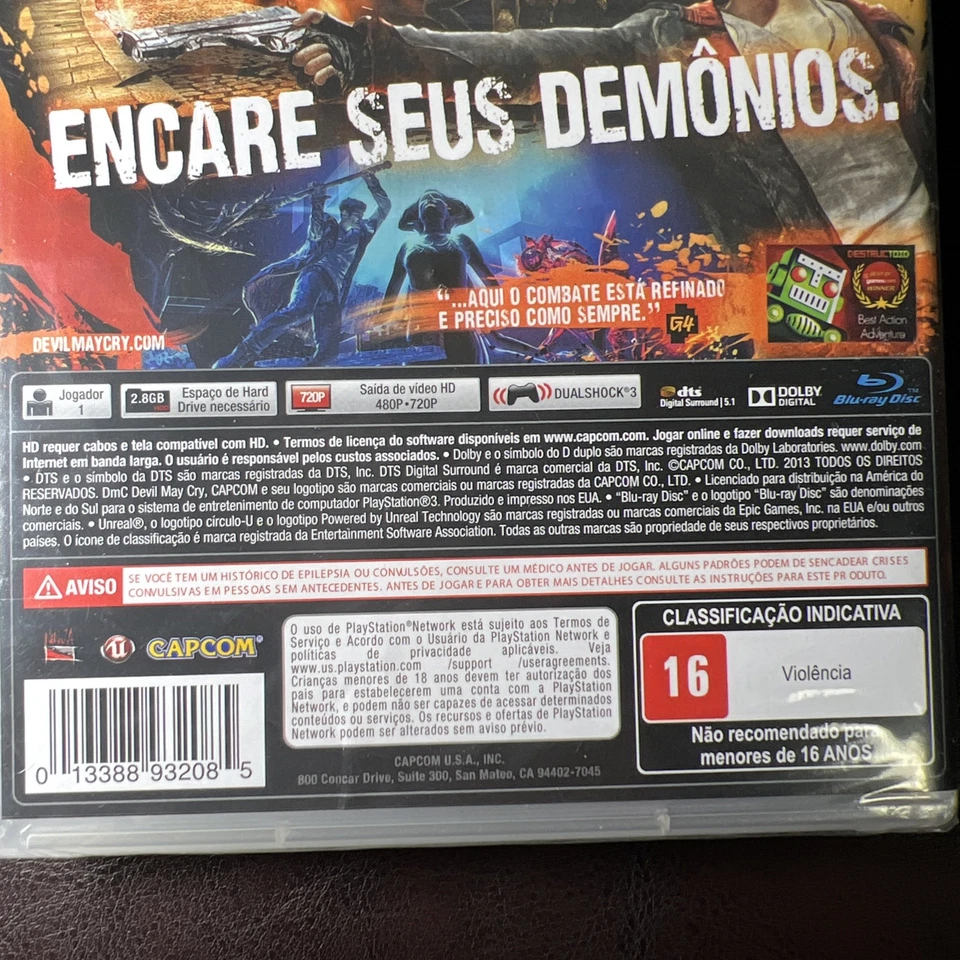 ENCARE SEUS DEMÔNIOS.
"...AQUI O COMBATE ESTÁ REFINADO
E PRECISO COMO SEMPRE." G4
DESTRUCTOID
BEST OF
gamescom
WINNER
Best Action
Adventure
DEVILMAYCRY.COM
Jogador
1
2.8GB
Espaço de Hard
Drive necessário
720P
Saída de vídeo HD
480P•720P
DUALSHOCK®3
dts
Digital Surround | 5.1
DOLBY
DIGITAL
Blu-ray Disc™
HD requer cabos e tela compatível com HD. • Termos de licença do software disponíveis em www.capcom.com. Jogar online e fazer downloads requer serviço de
Internet em banda larga. O usuário é responsável pelos custos associados. • Dolby e o símbolo do D duplo são marcas registradas da Dolby Laboratories. www.dolby.com
• DTS e o símbolo da DTS são marcas registradas da DTS, Inc. DTS Digital Surround é marca comercial da DTS, Inc. ©CAPCOM CO., LTD. 2013 TODOS OS DIREITOS
RESERVADOS. DmC Devil May Cry, CAPCOM e seu logotipo são marcas comerciais ou marcas registradas da CAPCOM CO., LTD. • Licenciado para distribuição na América do
Norte e do Sul para o sistema de entretenimento de computador PlayStation®3. Produzido e impresso nos EUA. • "Blu-ray Disc" e o logotipo "Blu-ray Disc" são denominações
comerciais. • Unreal®, o logotipo círculo-U e o logotipo Powered by Unreal Technology são marcas registradas ou marcas comerciais da Epic Games, Inc. na EUA e/ou outros
países. O ícone de classificação é marca registrada da Entertainment Software Association. Todas as outras marcas são propriedade de seus respectivos proprietários.
AVISO
SE VOCÊ TEM UM HISTÓRICO DE EPILEPSIA OU CONVULSÕES, CONSULTE UM MÉDICO ANTES DE JOGAR. ALGUNS PADRÕES PODEM DE SENCADEAR CRISES
CONVULSIVAS EM PESSOAS SEM ANTECEDENTES. ANTES DE JOGAR E PARA OBTER MAIS DETALHES CONSULTE AS INSTRUÇÕES PARA ESTE PR ODUTO.
CAPCOM®
O uso de PlayStation®Network está sujeito aos Termos de
Serviço e Acordo com o Usuário da PlayStation Network e
políticas de privacidade aplicáveis. Veja
www.us.playstation.com /support /useragreements.
Crianças menores de 18 anos devem ter autorização dos
pais para estabelecerem uma conta com a PlayStation
Network, e podem não ser capazes de acessar determinados
conteúdos ou serviços. Os recursos e ofertas de PlayStation
Network podem ser alterados sem aviso prévio.
CLASSIFICAÇÃO INDICATIVA
16
Violência
Não recomendado para
menores de 16 ANOS
0 13388 93208 5
CAPCOM U.S.A., INC.
800 Concar Drive, Suite 300, San Mateo, CA 94402-7045